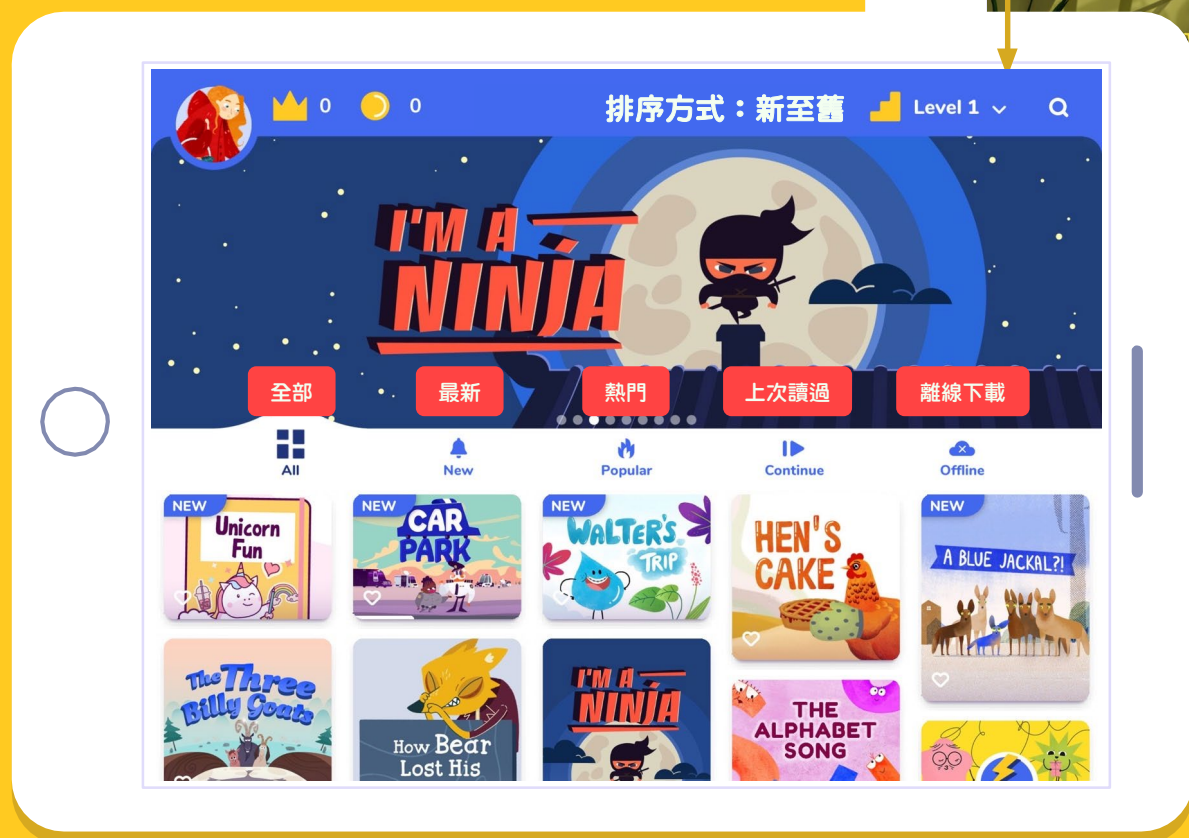 0
0
排序方式：新至舊
Level 1
I'M A
NINJA
全部
最新
熱門
上次讀過
離線下載
All
New
Popular
Continue
Offline
NEW
Unicorn
Fun
NEW
CAR
PARK
NEW
WALTER'S
TRIP
HEN'S
CAKE
NEW
A BLUE JACKAL?!
The Three
Billy Goats
How Bear
Lost His
I'M A
NINJA
THE
ALPHABET
SONG